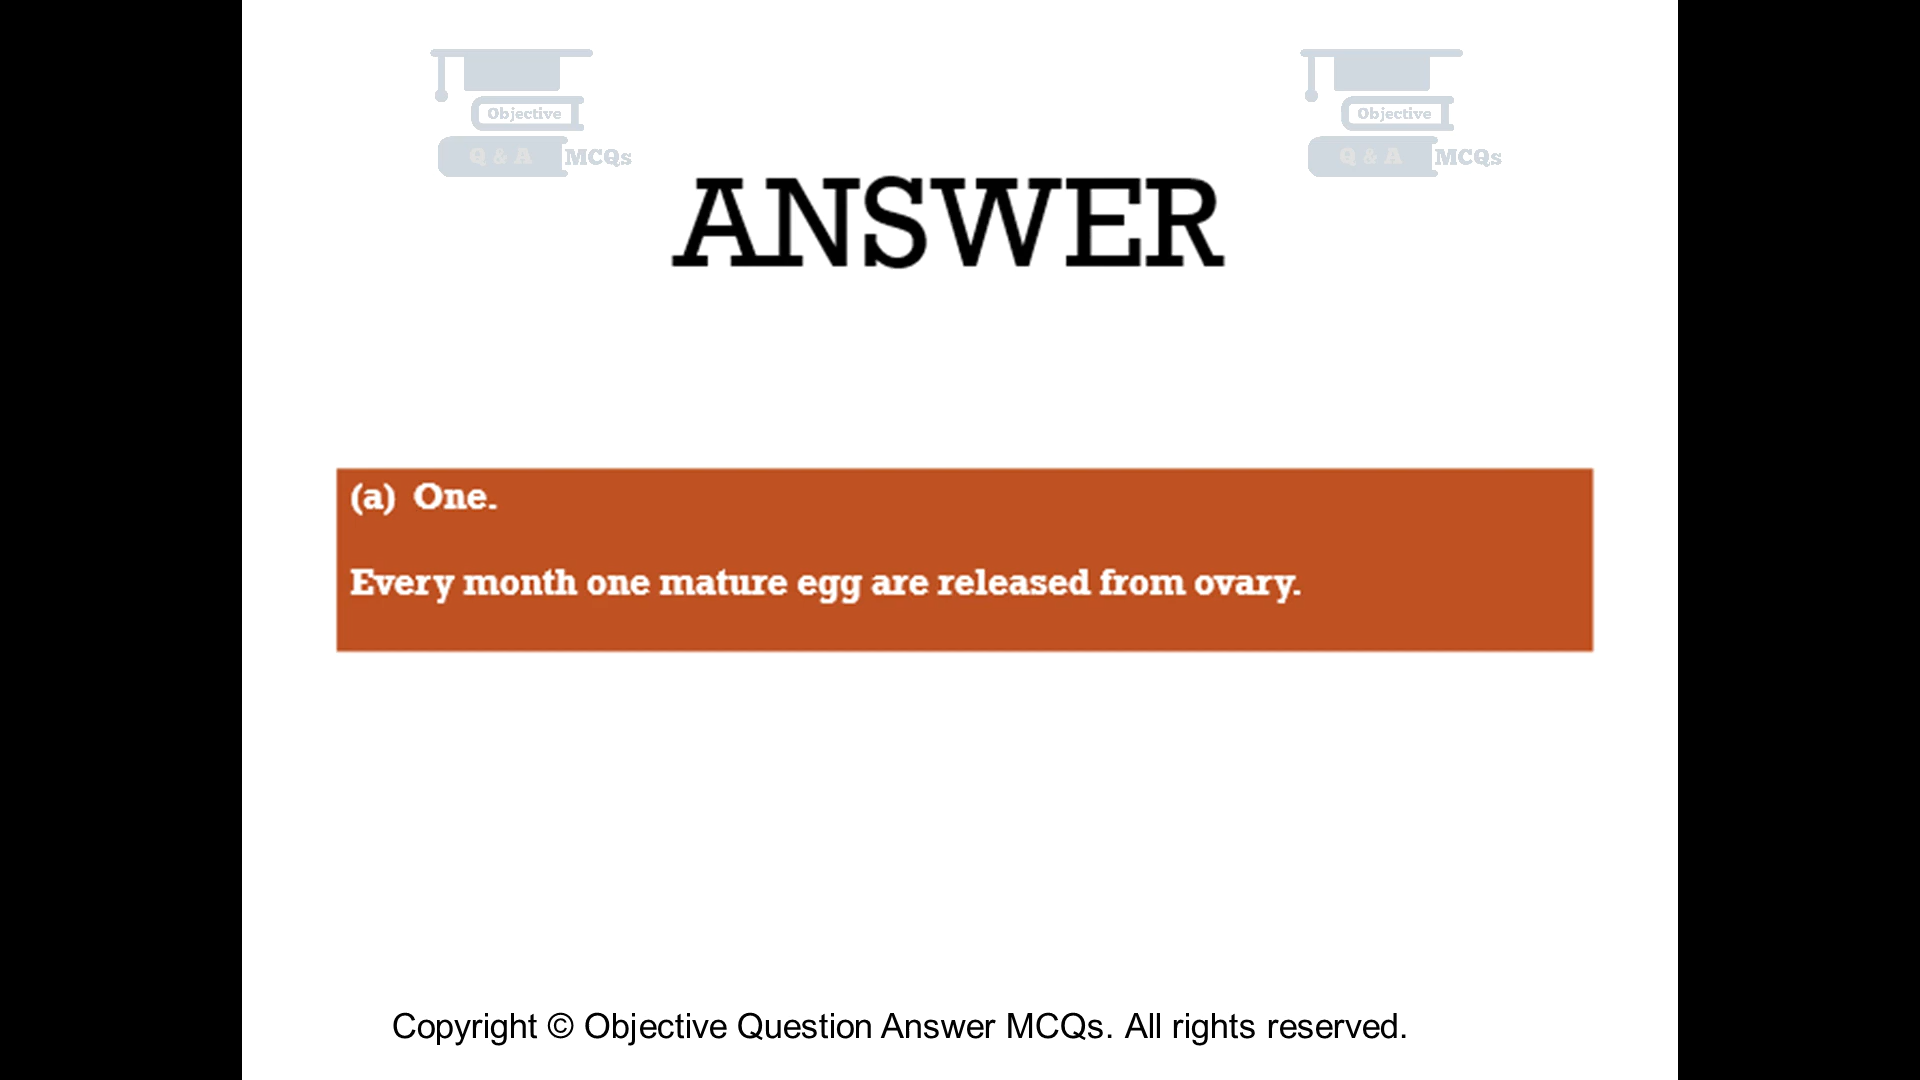 Objective
Q & A MCQs
Objective
Q & A MCQs
ANSWER
(a) One.
Every month one mature egg are released from ovary.
Copyright © Objective Question Answer MCQs. All rights reserved.